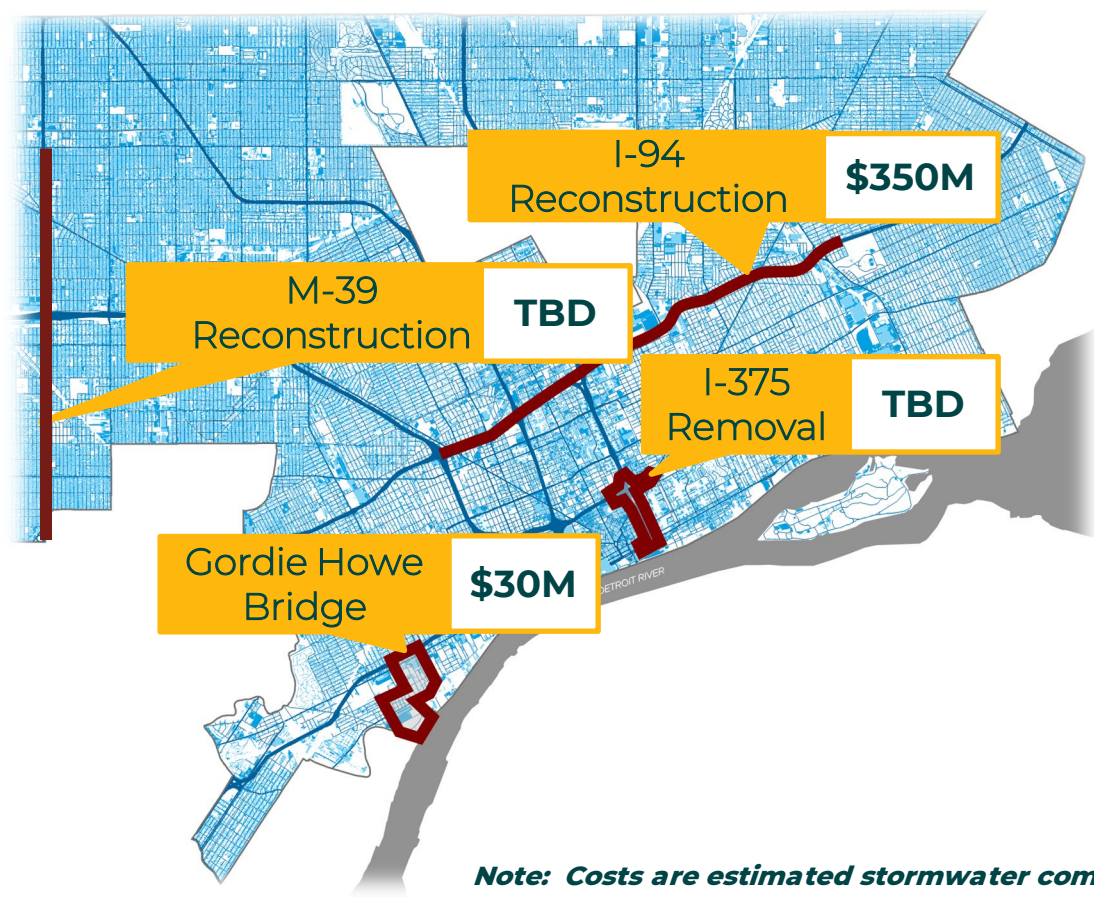 I-94
Reconstruction
$350M
M-39
Reconstruction
TBD
I-375
Removal
TBD
Gordie Howe
Bridge
$30M
DETROIT RIVER
Note: Costs are estimated stormwater com